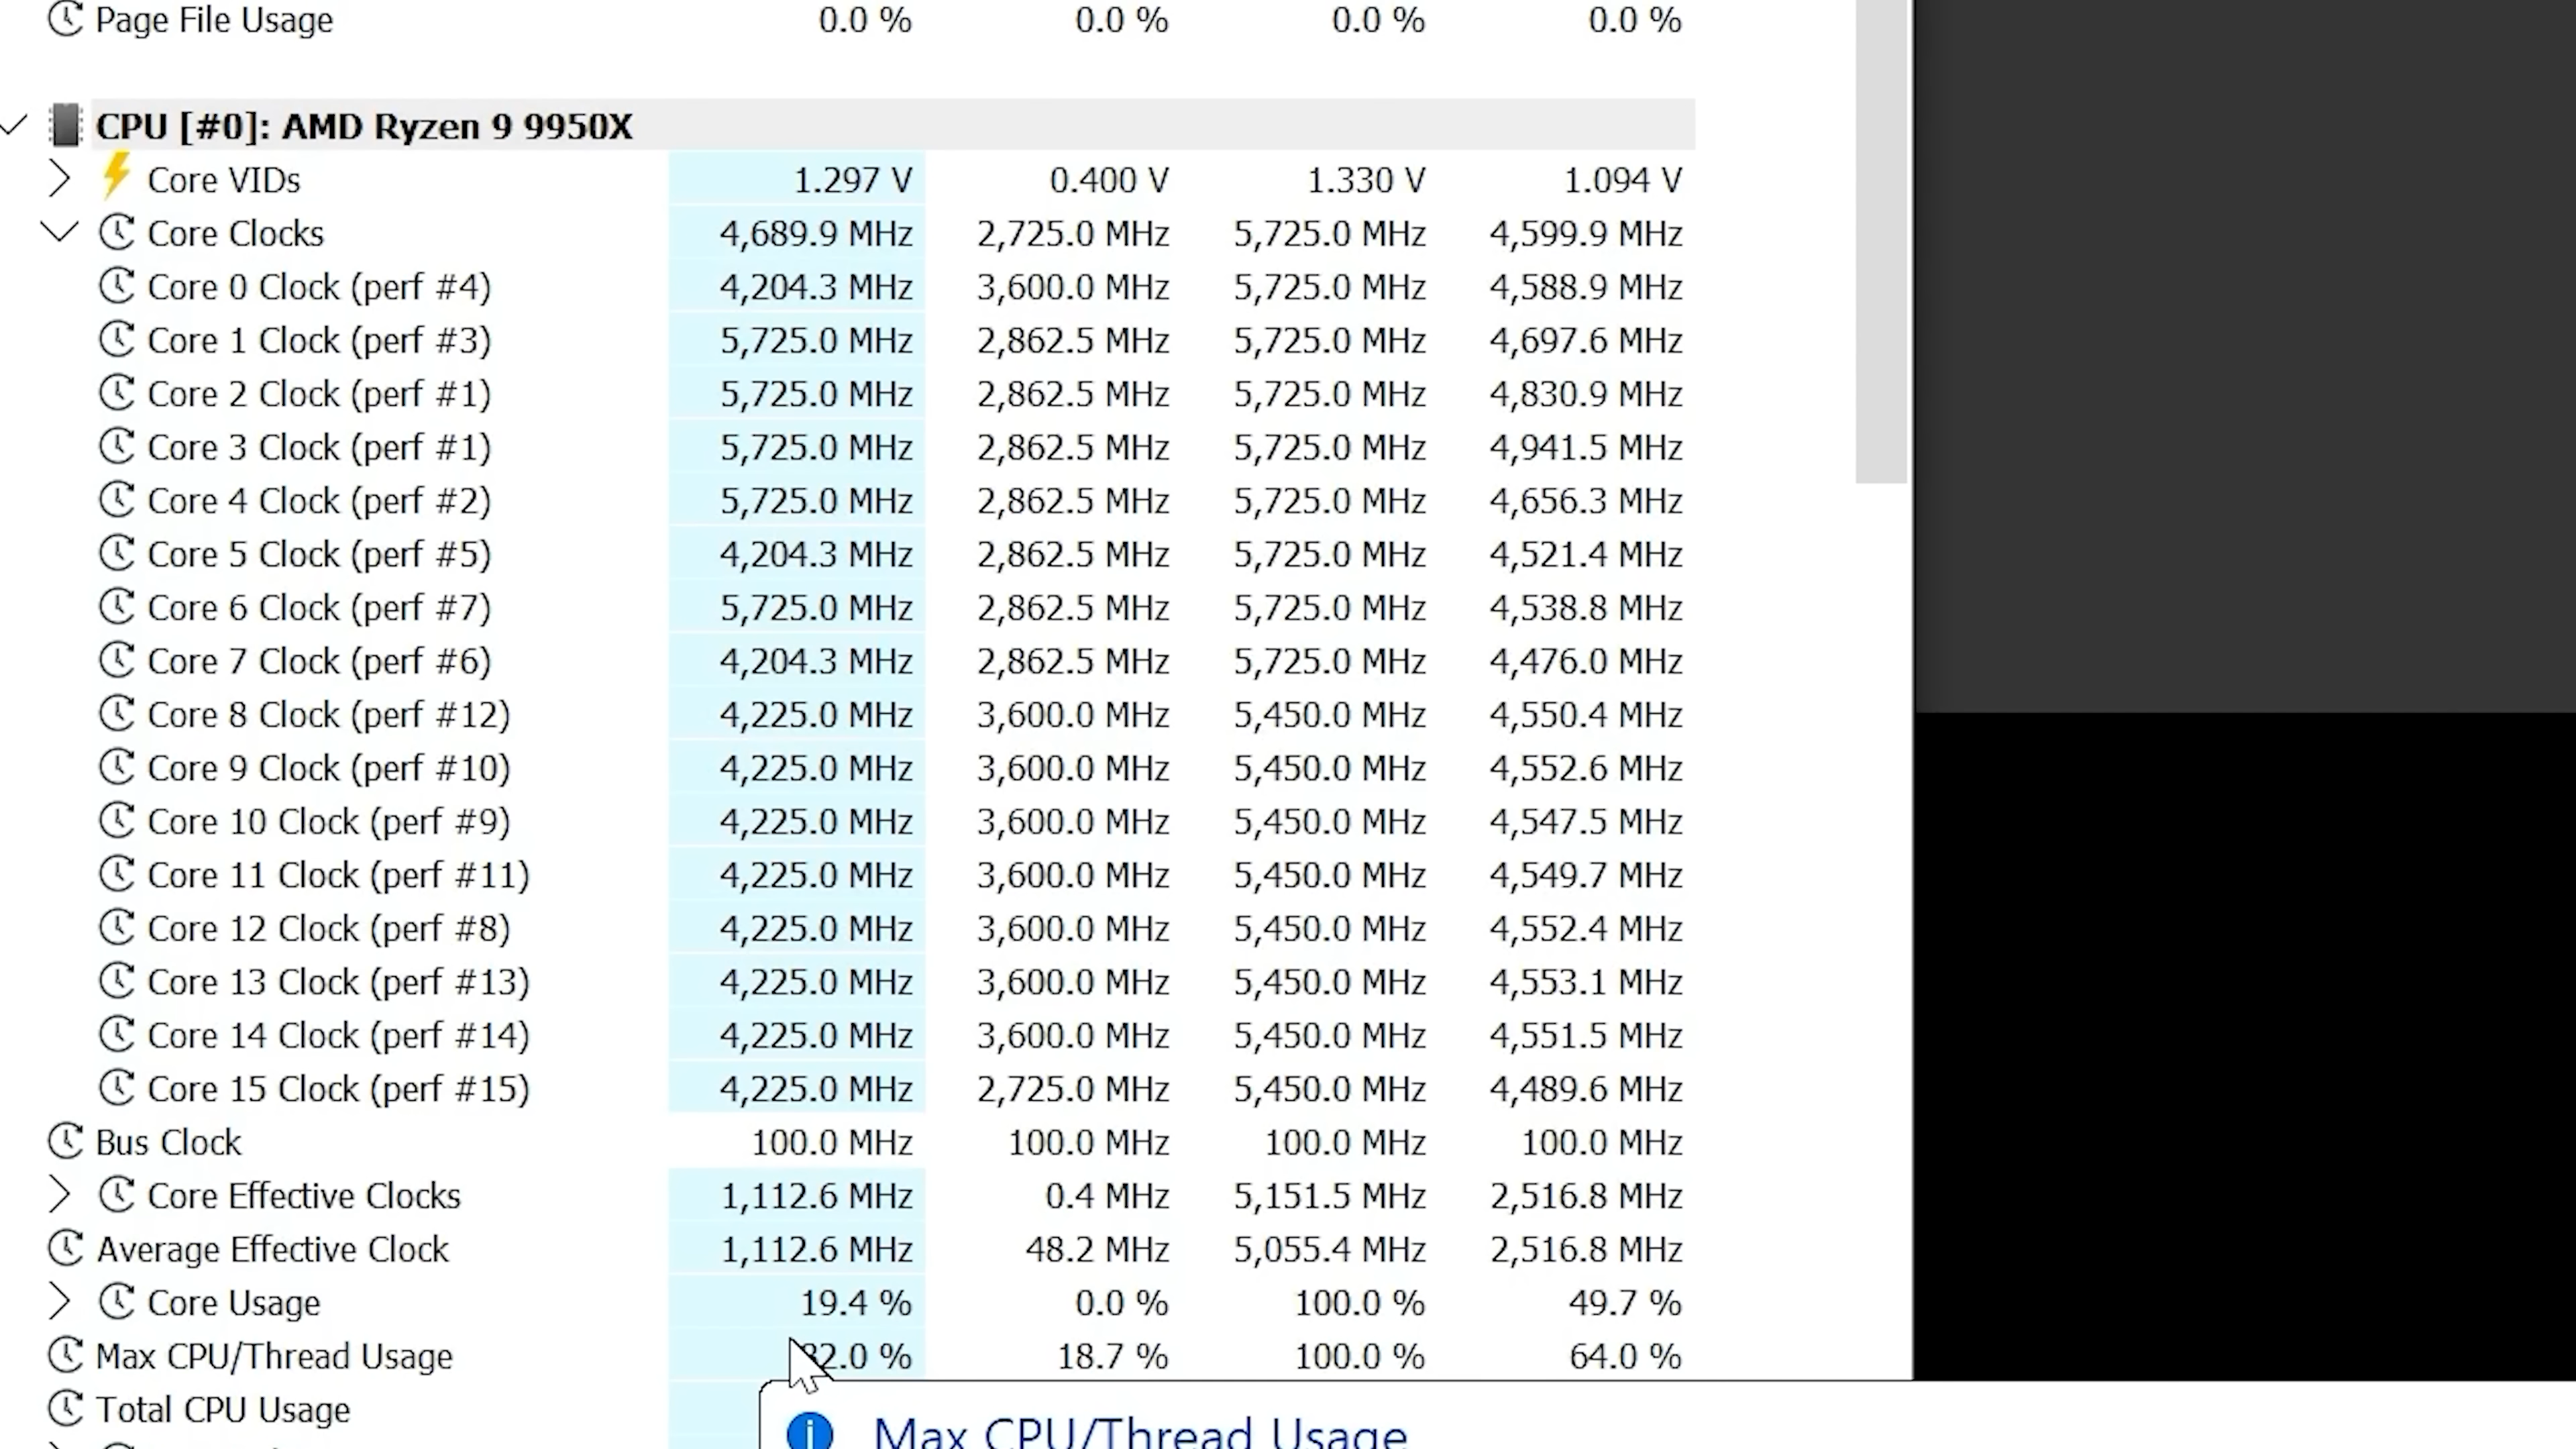 Page File Usage 0.0 % 0.0 % 0.0 % 0.0 %
CPU [#0]: AMD Ryzen 9 9950X
Core VIDs 1.297 V 0.400 V 1.330 V 1.094 V
Core Clocks 4,689.9 MHz 2,725.0 MHz 5,725.0 MHz 4,599.9 MHz
Core 0 Clock (perf #4) 4,204.3 MHz 3,600.0 MHz 5,725.0 MHz 4,588.9 MHz
Core 1 Clock (perf #3) 5,725.0 MHz 2,862.5 MHz 5,725.0 MHz 4,697.6 MHz
Core 2 Clock (perf #1) 5,725.0 MHz 2,862.5 MHz 5,725.0 MHz 4,830.9 MHz
Core 3 Clock (perf #1) 5,725.0 MHz 2,862.5 MHz 5,725.0 MHz 4,941.5 MHz
Core 4 Clock (perf #2) 5,725.0 MHz 2,862.5 MHz 5,725.0 MHz 4,656.3 MHz
Core 5 Clock (perf #5) 4,204.3 MHz 2,862.5 MHz 5,725.0 MHz 4,521.4 MHz
Core 6 Clock (perf #7) 5,725.0 MHz 2,862.5 MHz 5,725.0 MHz 4,538.8 MHz
Core 7 Clock (perf #6) 4,204.3 MHz 2,862.5 MHz 5,725.0 MHz 4,476.0 MHz
Core 8 Clock (perf #12) 4,225.0 MHz 3,600.0 MHz 5,450.0 MHz 4,550.4 MHz
Core 9 Clock (perf #10) 4,225.0 MHz 3,600.0 MHz 5,450.0 MHz 4,552.6 MHz
Core 10 Clock (perf #9) 4,225.0 MHz 3,600.0 MHz 5,450.0 MHz 4,547.5 MHz
Core 11 Clock (perf #11) 4,225.0 MHz 3,600.0 MHz 5,450.0 MHz 4,549.7 MHz
Core 12 Clock (perf #8) 4,225.0 MHz 3,600.0 MHz 5,450.0 MHz 4,552.4 MHz
Core 13 Clock (perf #13) 4,225.0 MHz 3,600.0 MHz 5,450.0 MHz 4,553.1 MHz
Core 14 Clock (perf #14) 4,225.0 MHz 3,600.0 MHz 5,450.0 MHz 4,551.5 MHz
Core 15 Clock (perf #15) 4,225.0 MHz 2,725.0 MHz 5,450.0 MHz 4,489.6 MHz
Bus Clock 100.0 MHz 100.0 MHz 100.0 MHz 100.0 MHz
Core Effective Clocks 1,112.6 MHz 0.4 MHz 5,151.5 MHz 2,516.8 MHz
Average Effective Clock 1,112.6 MHz 48.2 MHz 5,055.4 MHz 2,516.8 MHz
Core Usage 19.4 % 0.0 % 100.0 % 49.7 %
Max CPU/Thread Usage % 18.7 % 100.0 % 64.0 %
Total CPU Usage
Max CPU/Thread Usage